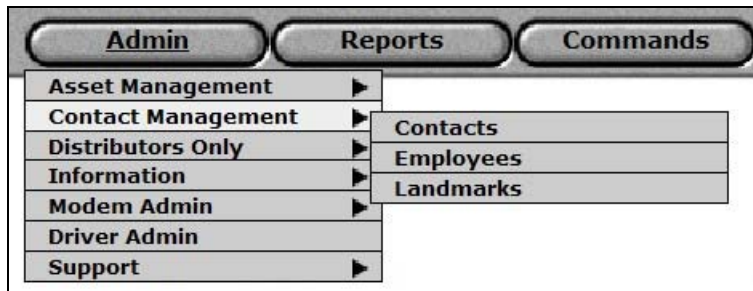 Admin Reports Commands
Asset Management
Contact Management
Distributors Only
Information
Modem Admin
Driver Admin
Support
Contacts
Employees
Landmarks